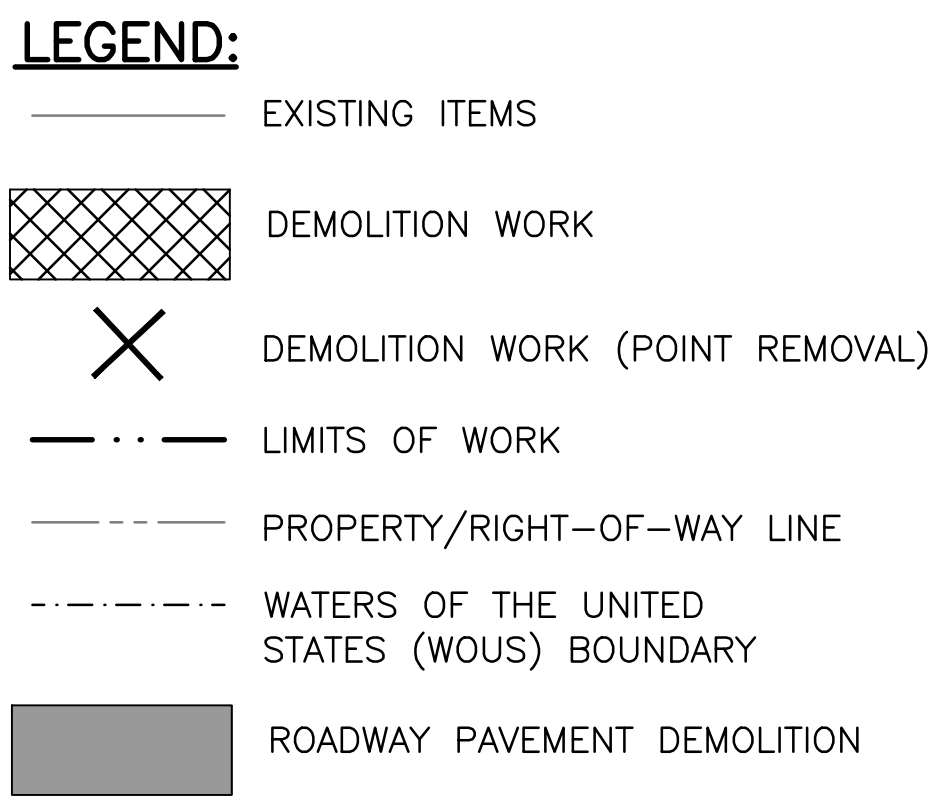 LEGEND:
EXISTING ITEMS
DEMOLITION WORK
DEMOLITION WORK (POINT REMOVAL)
LIMITS OF WORK
PROPERTY/RIGHT-OF-WAY LINE
WATERS OF THE UNITED
STATES (WOUS) BOUNDARY
ROADWAY PAVEMENT DEMOLITION